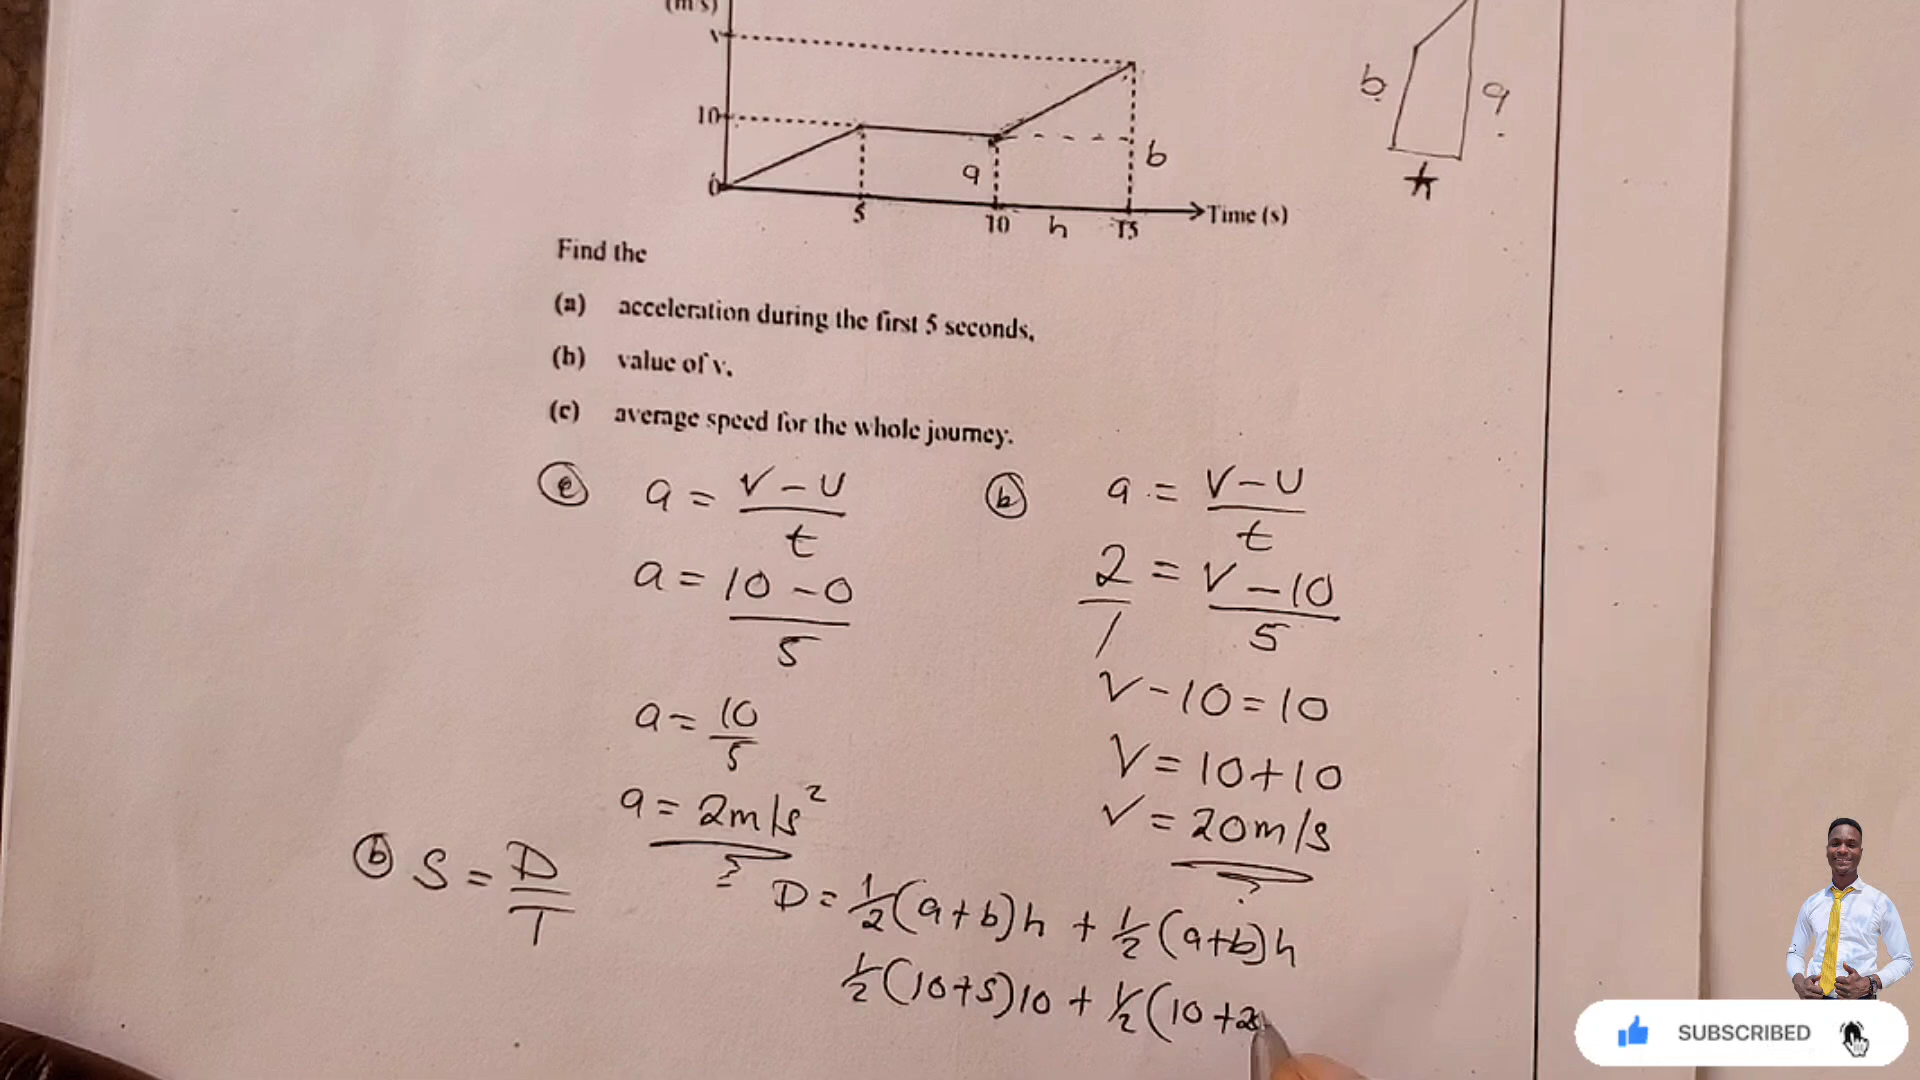 (m/s)
v
10
0
5
10
h
15
Time (s)
a
b
b
a
h
Find the
(a) acceleration during the first 5 seconds,
(b) value of v.
(c) average speed for the whole journey.
a = v - u / t
a = 10 - 0 / 5
a = 10 / 5
a = 2m/s²
(b) a = v - u / t
2 / 1 = v - 10 / 5
v - 10 = 10
v = 10 + 10
v = 20m/s
(b) S = D / T
D = 1/2 (a + b) h + 1/2 (a + b) h
1/2 (10 + 5) 10 + 1/2 (10 + 2
SUBSCRIBED